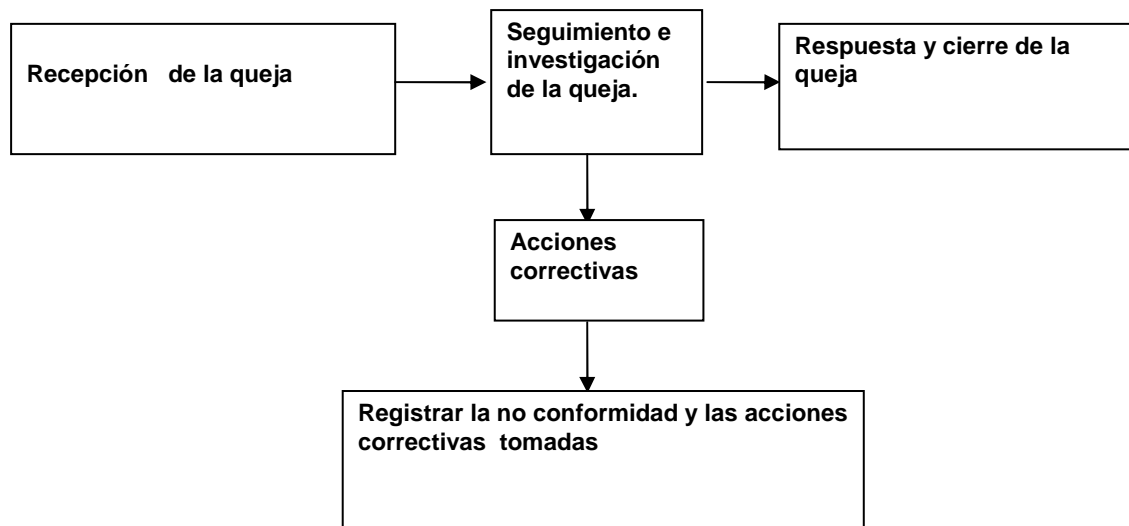 Recepción de la queja
Seguimiento e
investigación
de la queja.
Respuesta y cierre de la
queja
Acciones
correctivas
Registrar la no conformidad y las acciones
correctivas tomadas